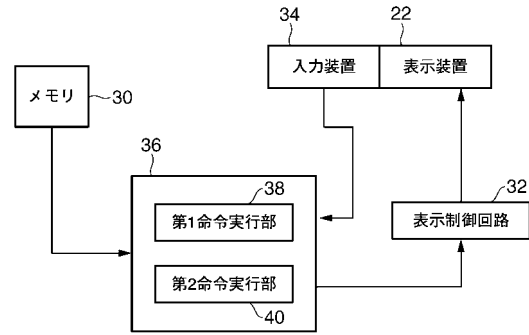 34
22
入力装置
表示装置
メモリ
30
36
38
32
第1命令実行部
表示制御回路
第2命令実行部
40